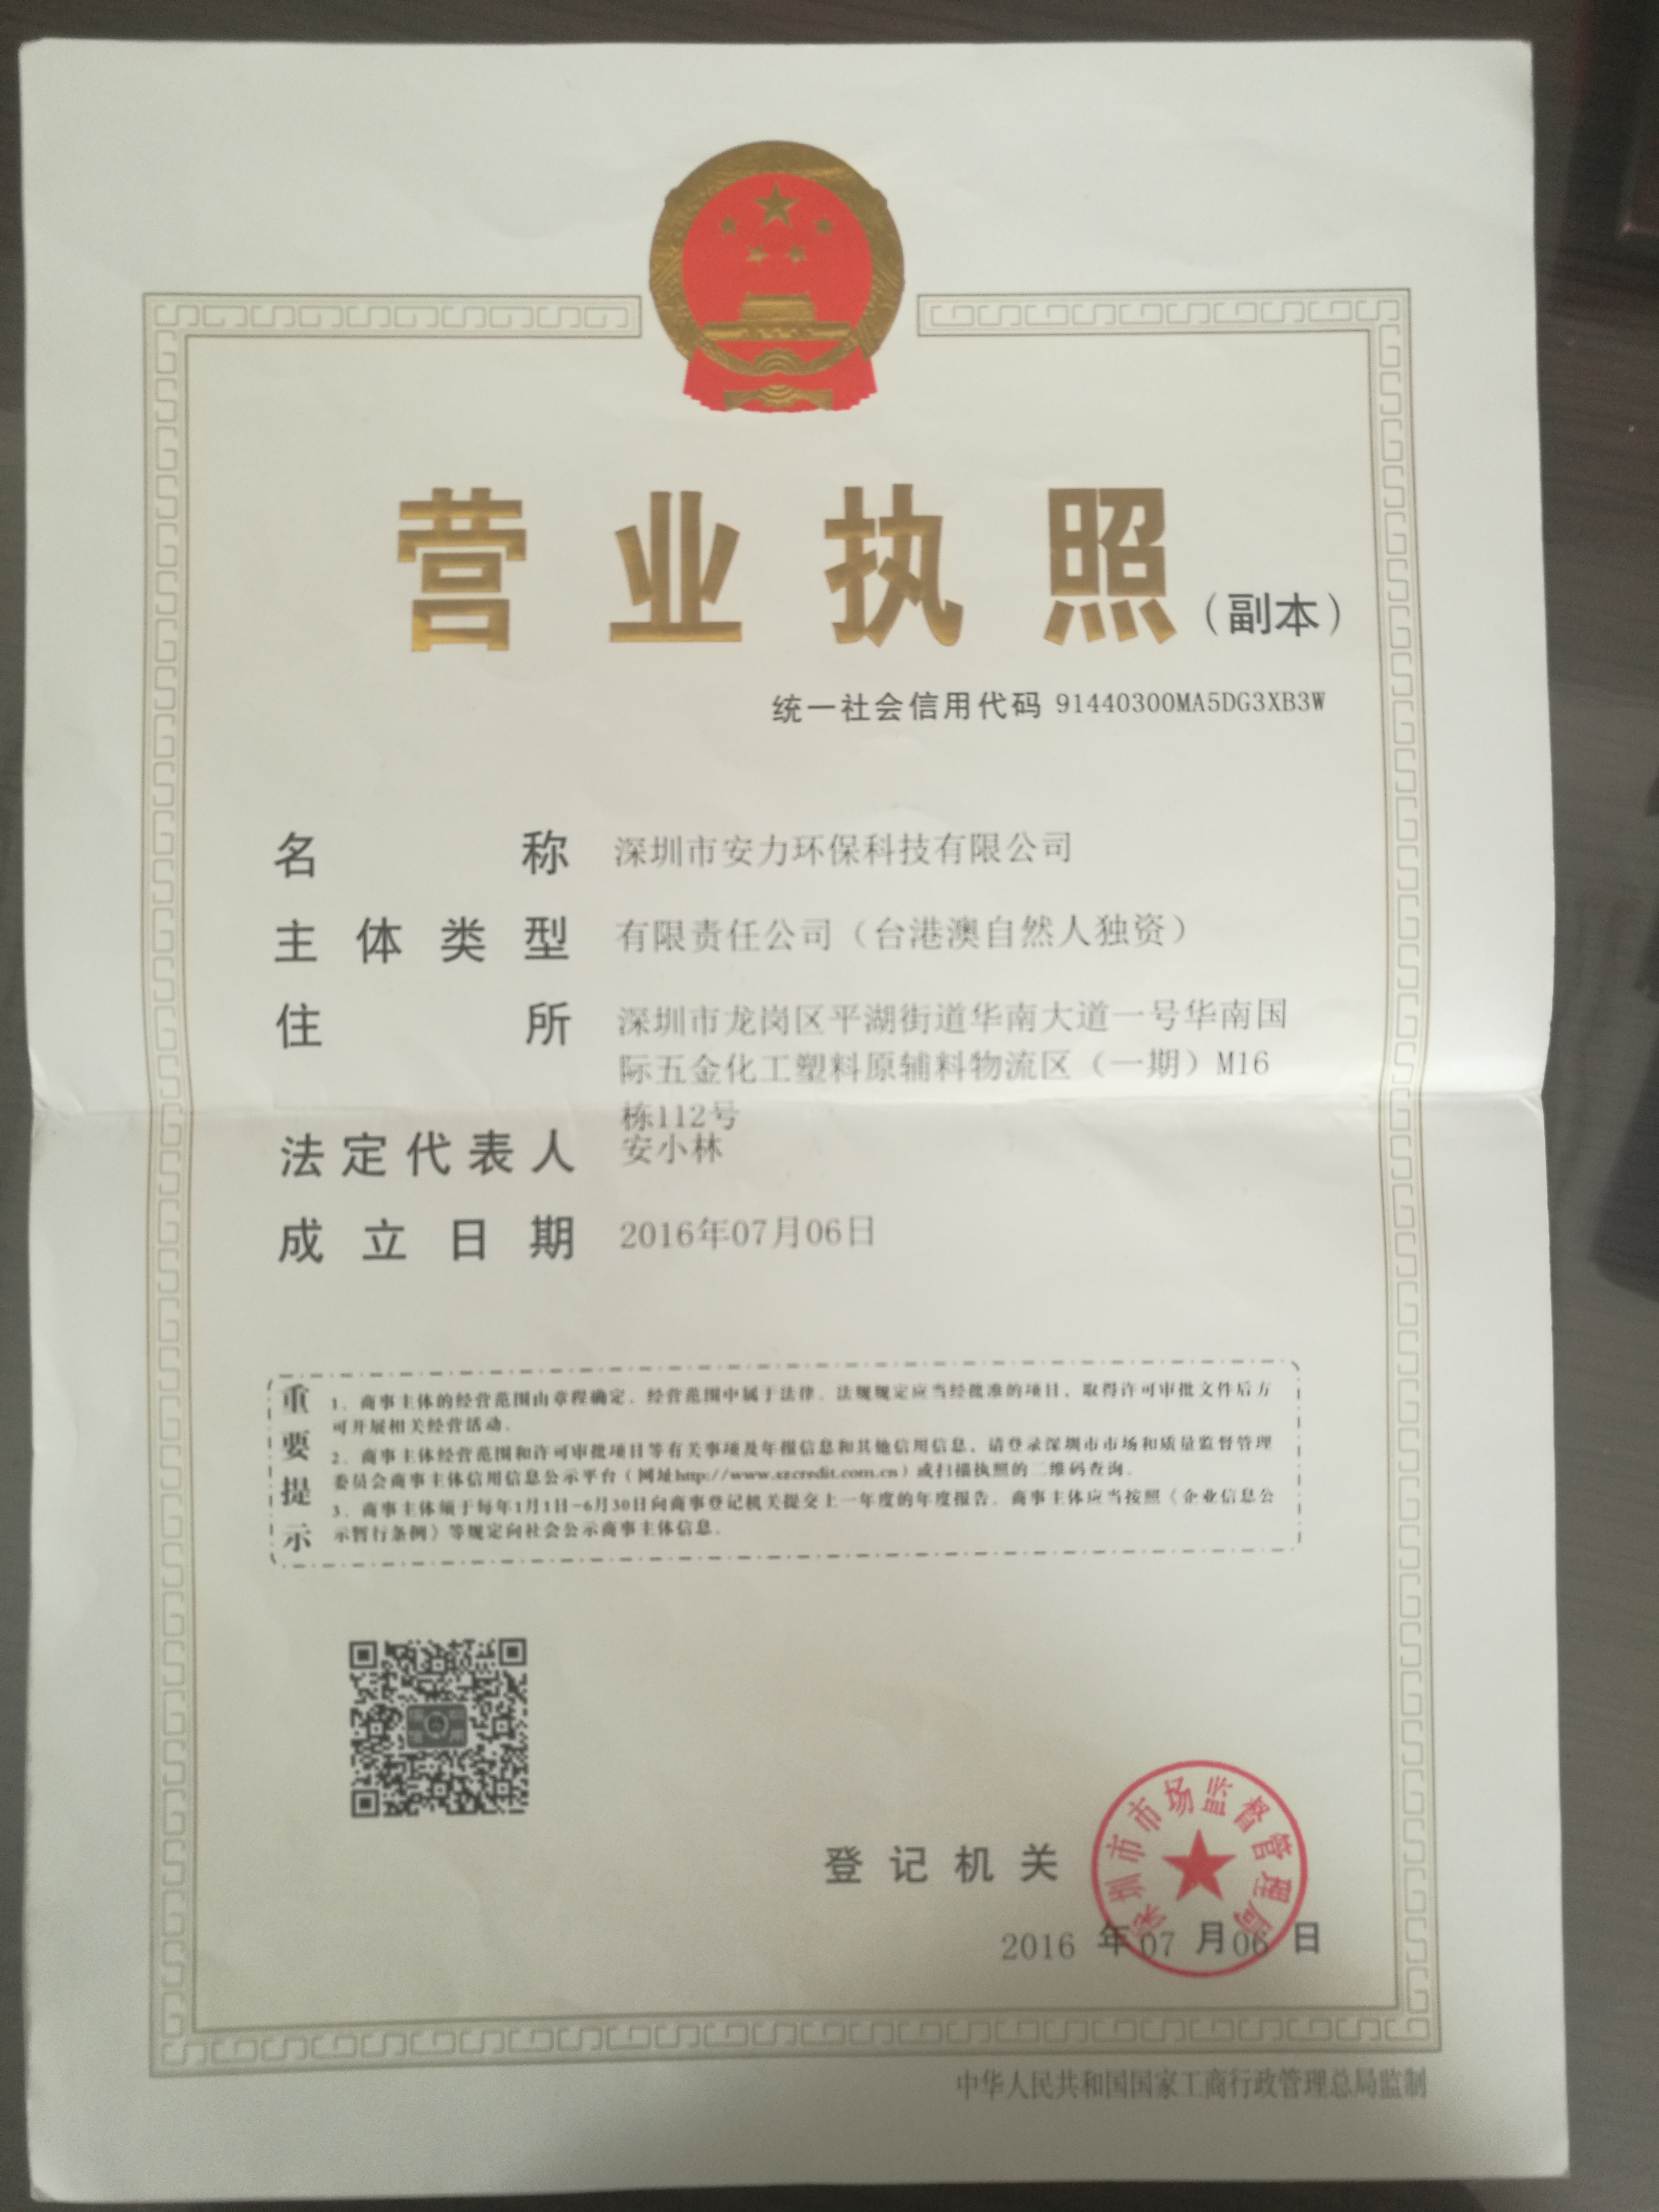 营业执照（副本）
统一社会信用代码 91440300MA5DG3XB3W
名称 深圳市安力环保科技有限公司
主体类型 有限责任公司（台港澳自然人独资）
住所 深圳市龙岗区平湖街道华南大道一号华南国
际五金化工塑料原辅料物流区（一期）M16
栋112号
法定代表人 安小林
成立日期 2016年07月06日
重要提示
1、商事主体的经营范围由章程确定。经营范围中属于法律、法规规定应当经批准的项目，取得许可审批文件后方
可开展相关经营活动。
2、商事主体经营范围和许可审批项目等有关事项及年报信息和其他信用信息，请登录深圳市市场和质量监督管理
委员会商事主体信用信息公示平台（网址http://www.szcredit.com.cn）或扫描执照的二维码查询。
3、商事主体须于每年1月1日-6月30日向商事登记机关提交上一年度的年度报告。商事主体应当按照《企业信息公
示暂行条例》等规定向社会公示商事主体信息。
登记机关
深圳市市场监督管理局
2016 年 07 月 06 日
中华人民共和国国家工商行政管理总局监制